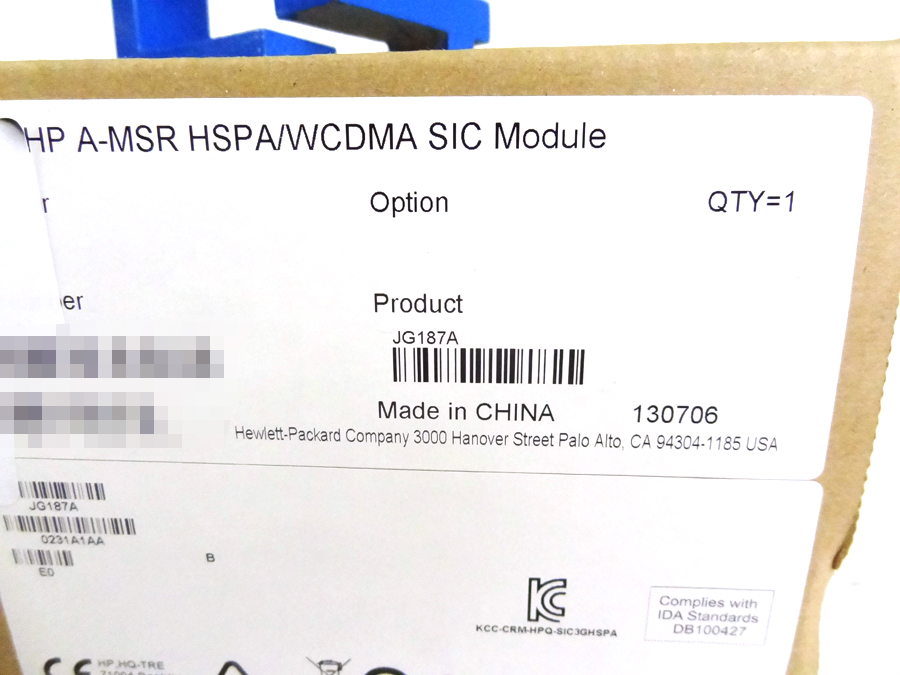 HP A-MSR HSPA/WCDMA SIC Module
r Option QTY=1
er Product
JG187A
Made in CHINA 130706
Hewlett-Packard Company 3000 Hanover Street Palo Alto, CA 94304-1185 USA
JG187A
0231A1AA
E0
B
KCC-CRM-HPQ-SIC3GHSPA
Complies with
IDA Standards
DB100427
CE HP, HQ-TRE